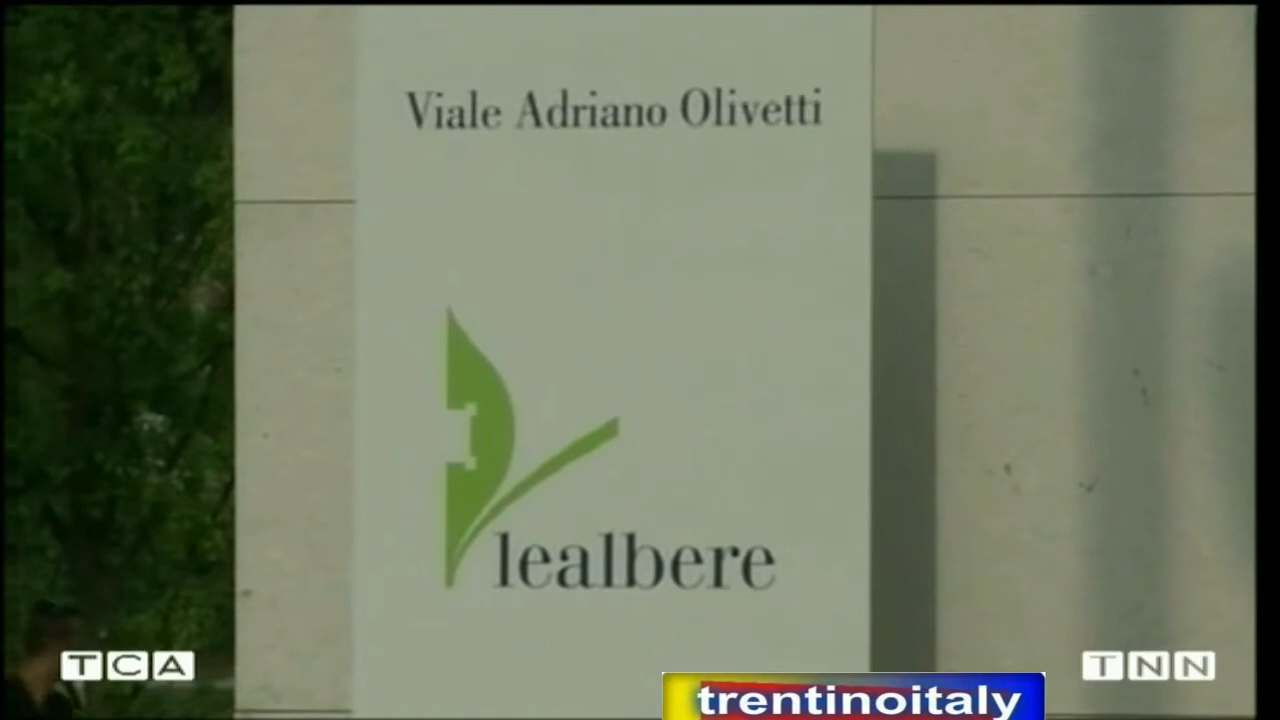 Viale Adriano Olivetti
lealbere
TCA
TNN
trentinoitaly